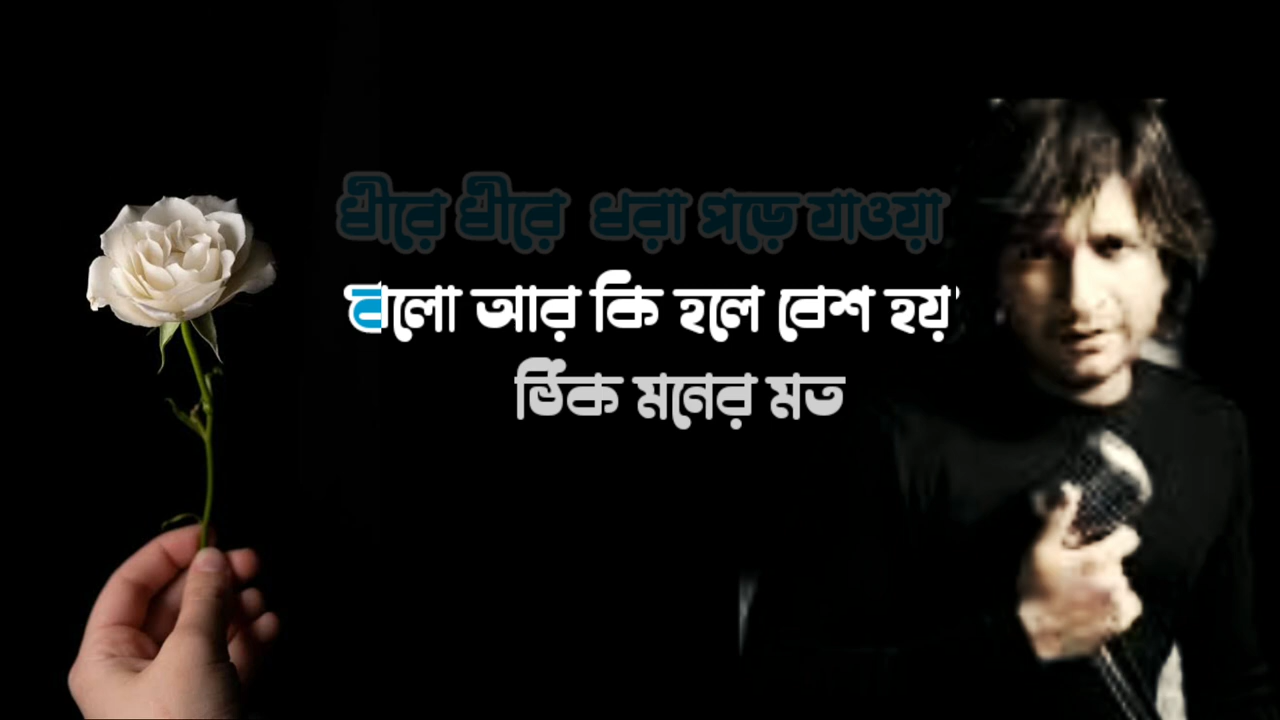 ধীরে ধীরে ধরা পড়ে যাওয়া
বলো আর কি হলে বেশ হয়
ঠিক মনের মত